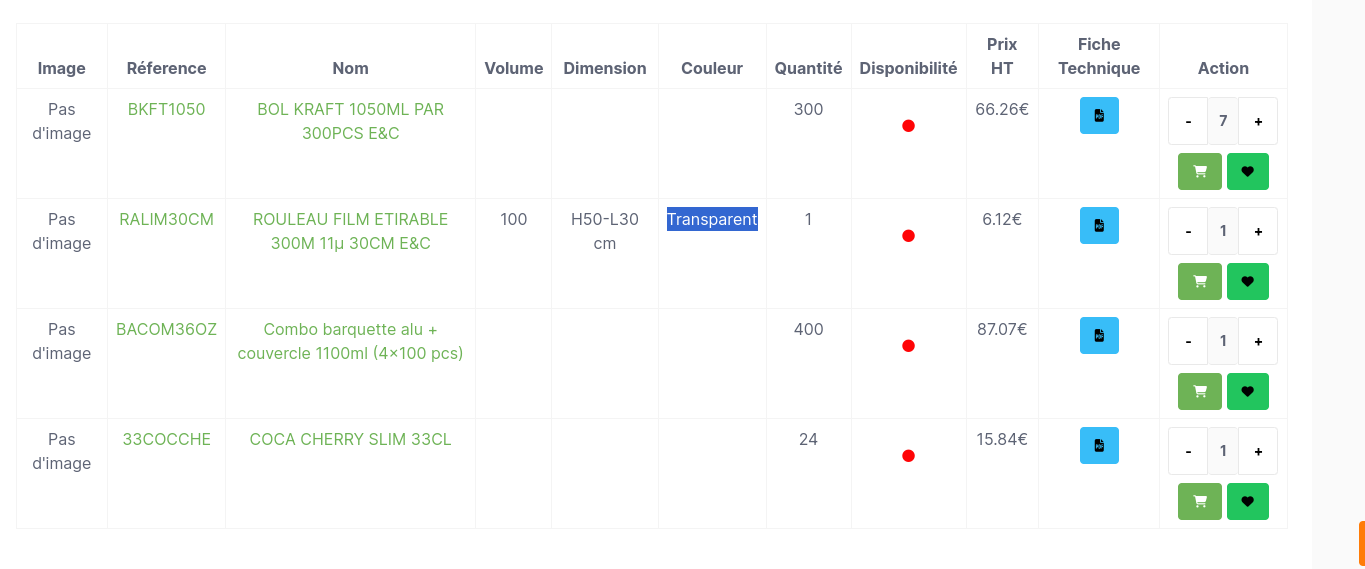 Image Réference Nom Volume Dimension Couleur Quantité Disponibilité Prix HT Fiche Technique Action
Pas d'image BKFT1050 BOL KRAFT 1050ML PAR 300PCS E&C 300 66.26€ - 7 +
Pas d'image RALIM30CM ROULEAU FILM ETIRABLE 300M 11µ 30CM E&C 100 H50-L30 cm Transparent 1 6.12€ - 1 +
Pas d'image BACOM36OZ Combo barquette alu + couvercle 1100ml (4x100 pcs) 400 87.07€ - 1 +
Pas d'image 33COCCHE COCA CHERRY SLIM 33CL 24 15.84€ - 1 +